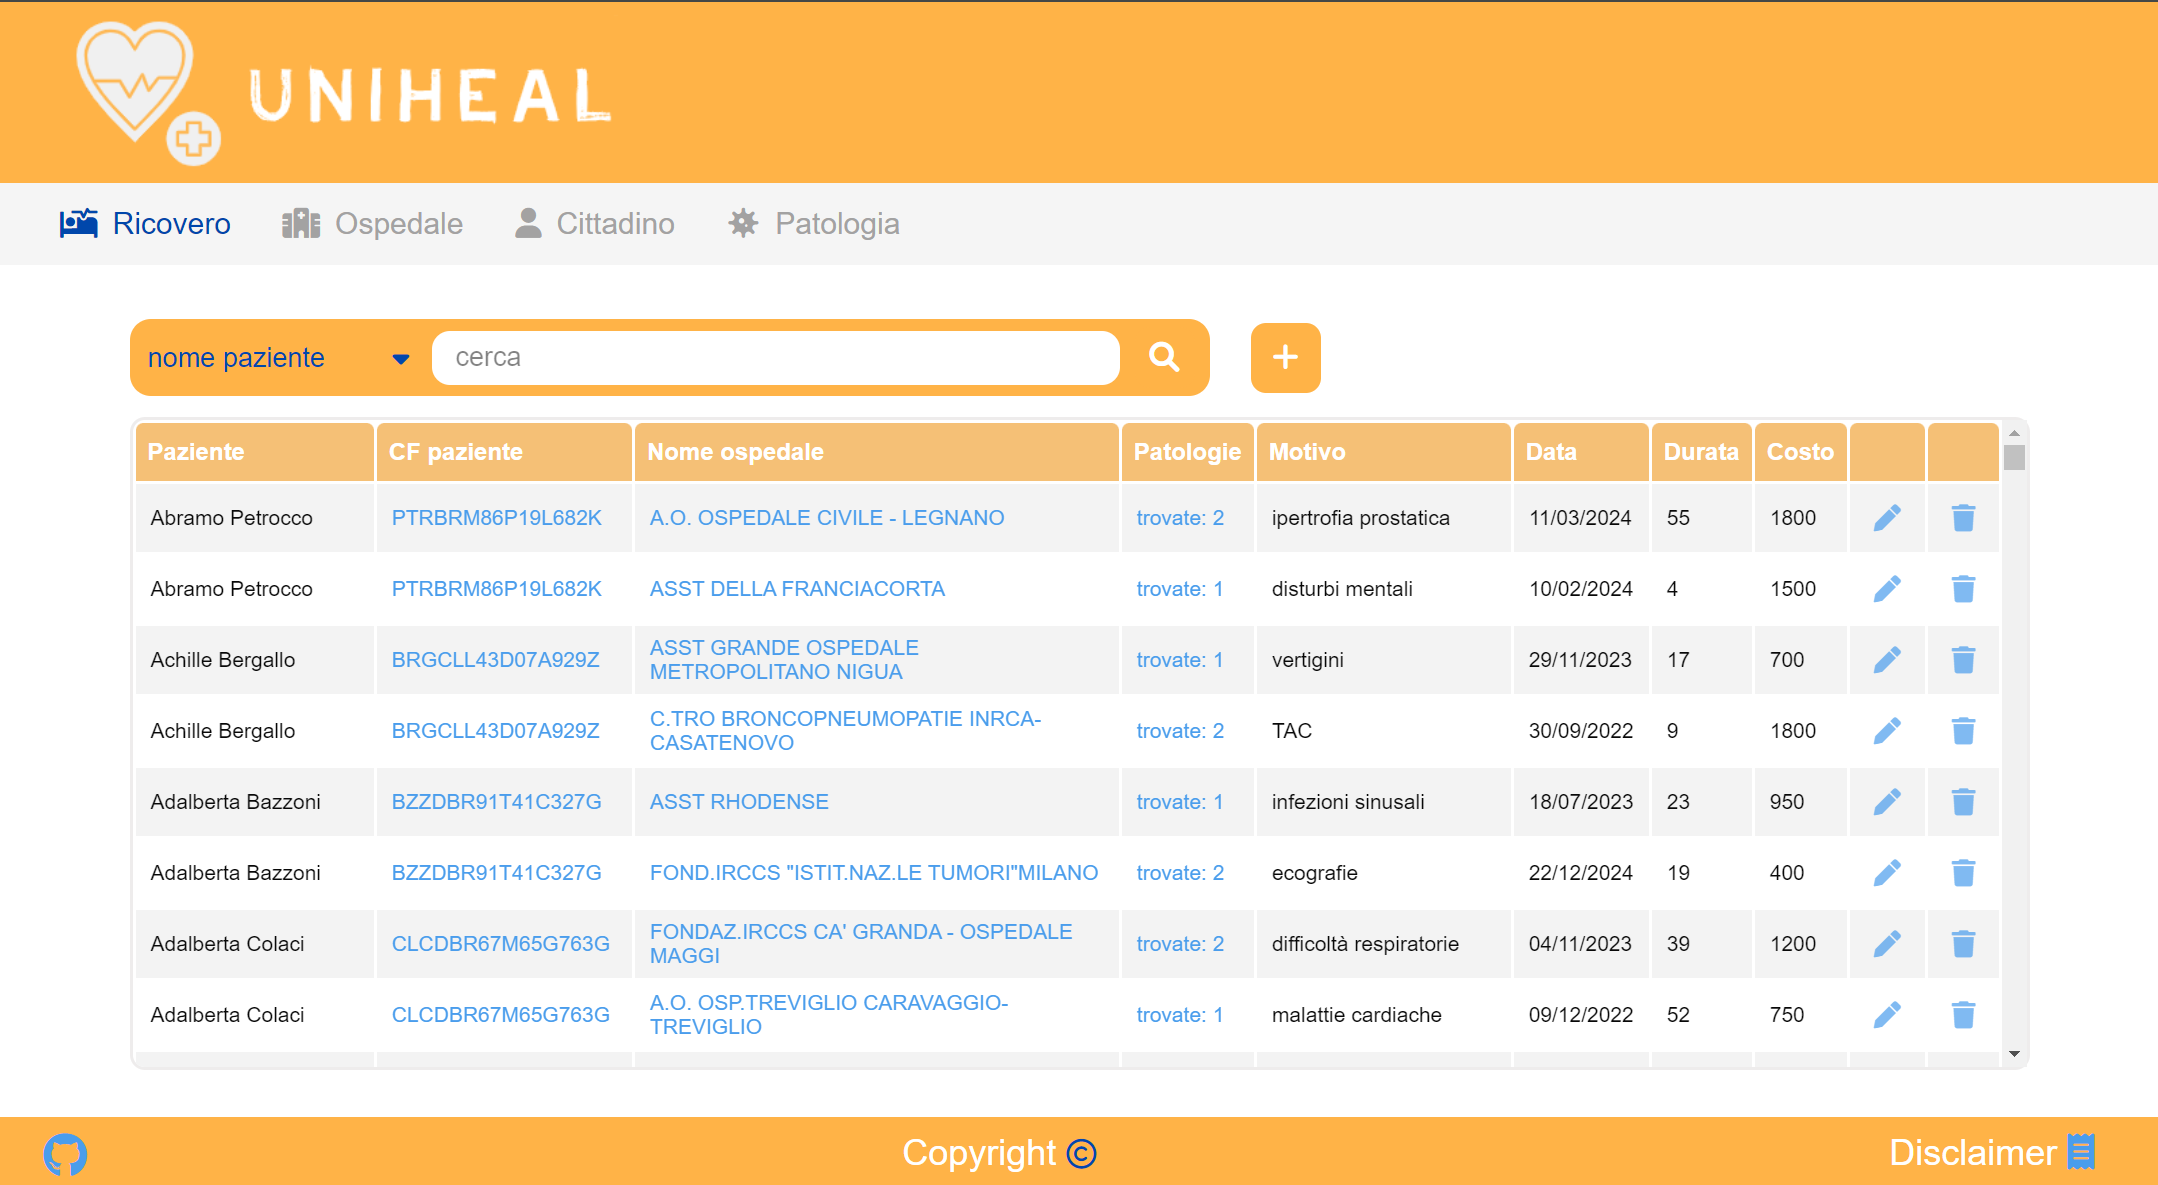 UNIHEAL
Ricovero Ospedale Cittadino Patologia
nome paziente cerca
Paziente CF paziente Nome ospedale Patologie Motivo Data Durata Costo
Abramo Petrocco PTRBRM86P19L682K A.O. OSPEDALE CIVILE - LEGNANO trovate: 2 ipertrofia prostatica 11/03/2024 55 1800
Abramo Petrocco PTRBRM86P19L682K ASST DELLA FRANCIACORTA trovate: 1 disturbi mentali 10/02/2024 4 1500
Achille Bergallo BRGCLL43D07A929Z ASST GRANDE OSPEDALE
METROPOLITANO NIGUA trovate: 1 vertigini 29/11/2023 17 700
Achille Bergallo BRGCLL43D07A929Z C.TRO BRONCOPNEUMOPATIE INRCA-
CASATENOVO trovate: 2 TAC 30/09/2022 9 1800
Adalberta Bazzoni BZZDBR91T41C327G ASST RHODENSE trovate: 1 infezioni sinusali 18/07/2023 23 950
Adalberta Bazzoni BZZDBR91T41C327G FOND.IRCCS "ISTIT.NAZ.LE TUMORI"MILANO trovate: 2 ecografie 22/12/2024 19 400
Adalberta Colaci CLCDBR67M65G763G FONDAZ.IRCCS CA' GRANDA - OSPEDALE
MAGGI trovate: 2 difficoltà respiratorie 04/11/2023 39 1200
Adalberta Colaci CLCDBR67M65G763G A.O. OSP.TREVIGLIO CARAVAGGIO-
TREVIGLIO trovate: 1 malattie cardiache 09/12/2022 52 750
Copyright © Disclaimer